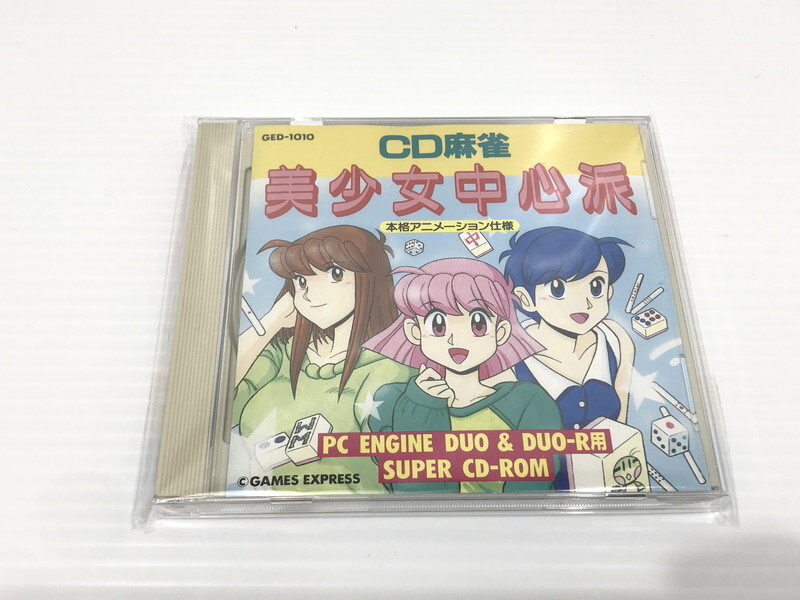 GED-1010
CD麻雀
美少女中心派
本格アニメーション仕様
中
PC ENGINE DUO & DUO-R用
SUPER CD-ROM
©GAMES EXPRESS